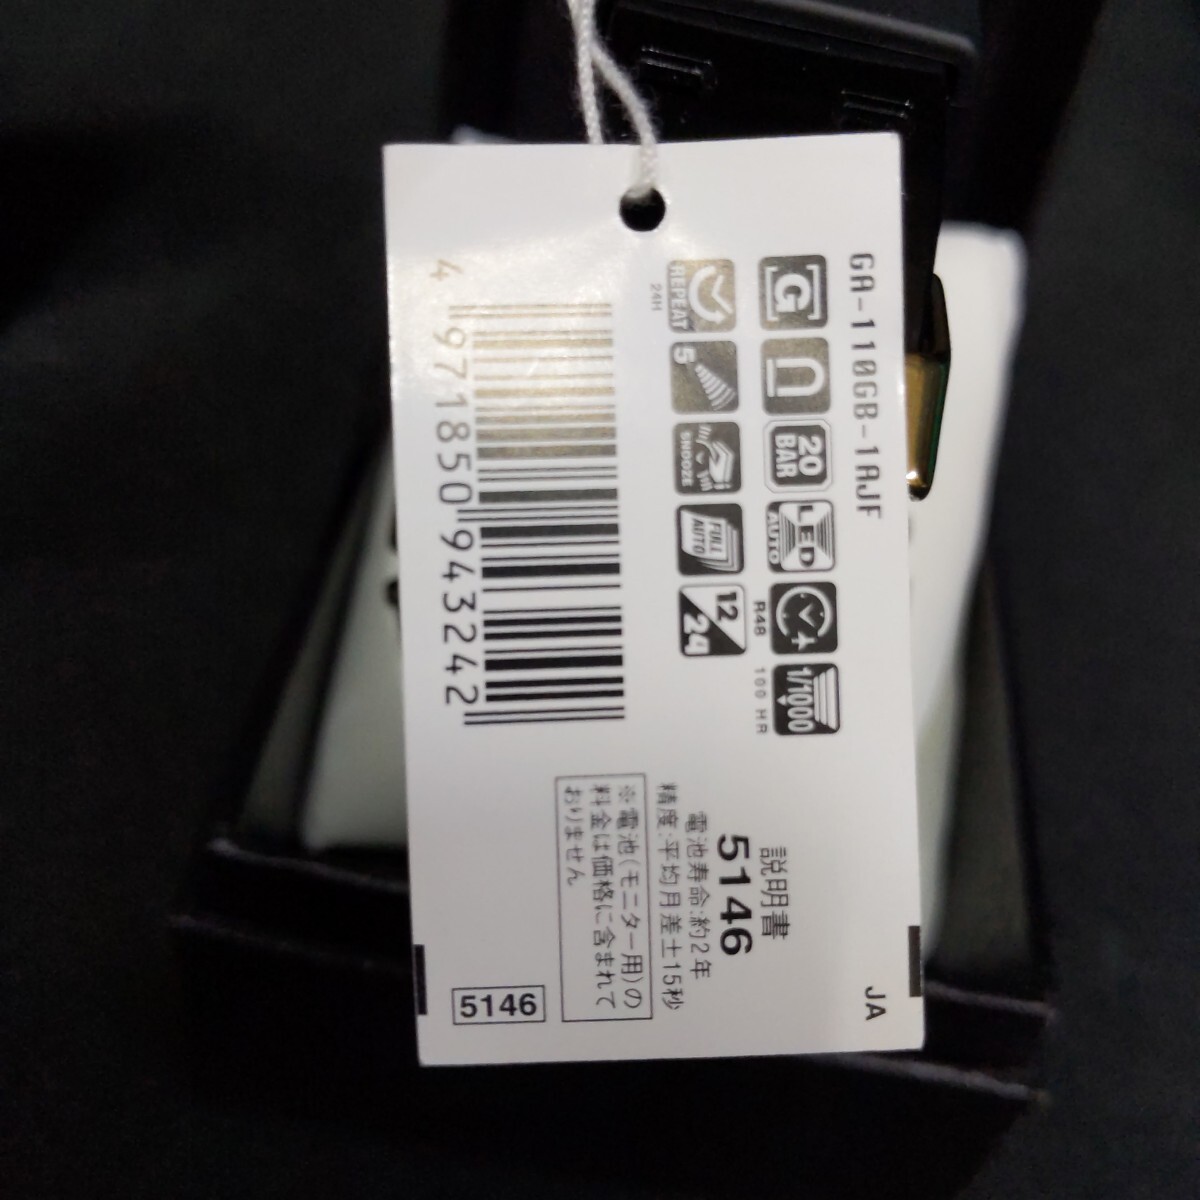 GA-110GB-1AJF
G
20 BAR
LED AUTO
R48
1/1000
100 HR
REPEAT
24H
5
SNOOZE
FULL AUTO
12/24
4 971850 943242
説明書
5146
電池寿命:約2年
精度:平均月差±15秒
※電池(モニター用)の
料金は価格に含まれて
おりません
JA
5146